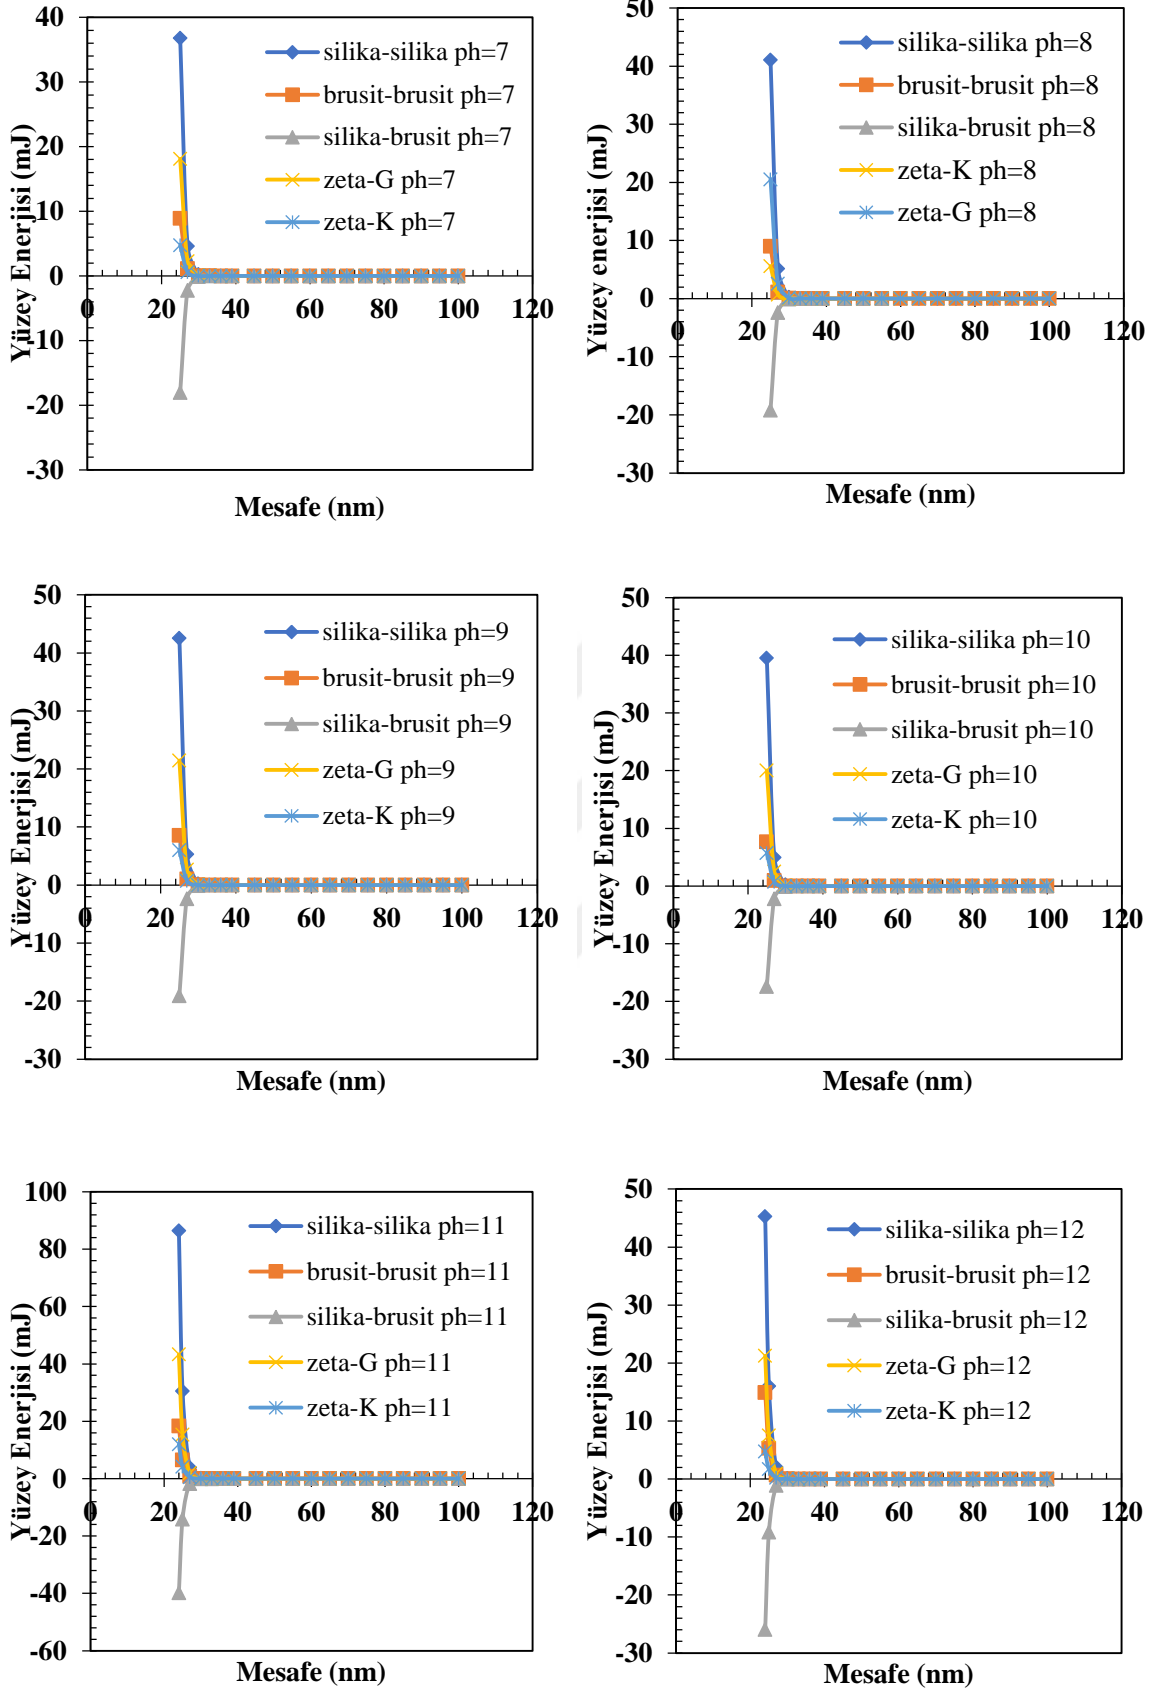 40
30
20
10
0
-10
-20
-30
0 20 40 60 80 100 120
Yüzey Enerjisi (mJ)
Mesafe (nm)
silika-silika ph=7
brusit-brusit ph=7
silika-brusit ph=7
zeta-G ph=7
zeta-K ph=7
50
40
30
20
10
0
-10
-20
-30
0 20 40 60 80 100 120
Yüzey enerjisi (mJ)
Mesafe (nm)
silika-silika ph=8
brusit-brusit ph=8
silika-brusit ph=8
zeta-K ph=8
zeta-G ph=8
50
40
30
20
10
0
-10
-20
-30
0 20 40 60 80 100 120
Yüzey Enerjisi (mJ)
Mesafe (nm)
silika-silika ph=9
brusit-brusit ph=9
silika-brusit ph=9
zeta-G ph=9
zeta-K ph=9
50
40
30
20
10
0
-10
-20
-30
0 20 40 60 80 100 120
Yüzey Enerjisi (mJ)
Mesafe (nm)
silika-silika ph=10
brusit-brusit ph=10
silika-brusit ph=10
zeta-G ph=10
zeta-K ph=10
100
80
60
40
20
0
-20
-40
-60
0 20 40 60 80 100 120
Yüzey Enerjisi (mJ)
Mesafe (nm)
silika-silika ph=11
brusit-brusit ph=11
silika-brusit ph=11
zeta-G ph=11
zeta-K ph=11
50
40
30
20
10
0
-10
-20
-30
0 20 40 60 80 100 120
Yüzey Enerjisi (mJ)
Mesafe (nm)
silika-silika ph=12
brusit-brusit ph=12
silika-brusit ph=12
zeta-G ph=12
zeta-K ph=12